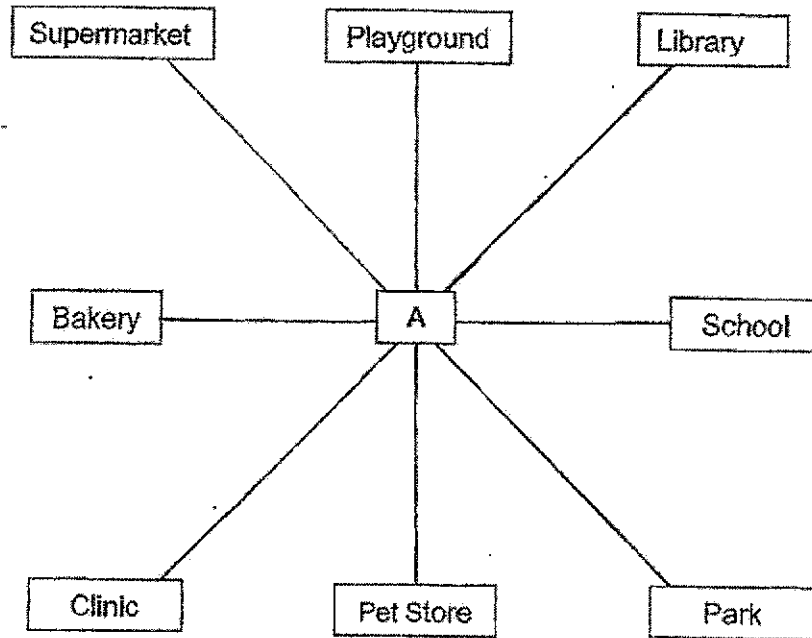 Supermarket
Playground
Library
Bakery
A
School
Clinic
Pet Store
Park